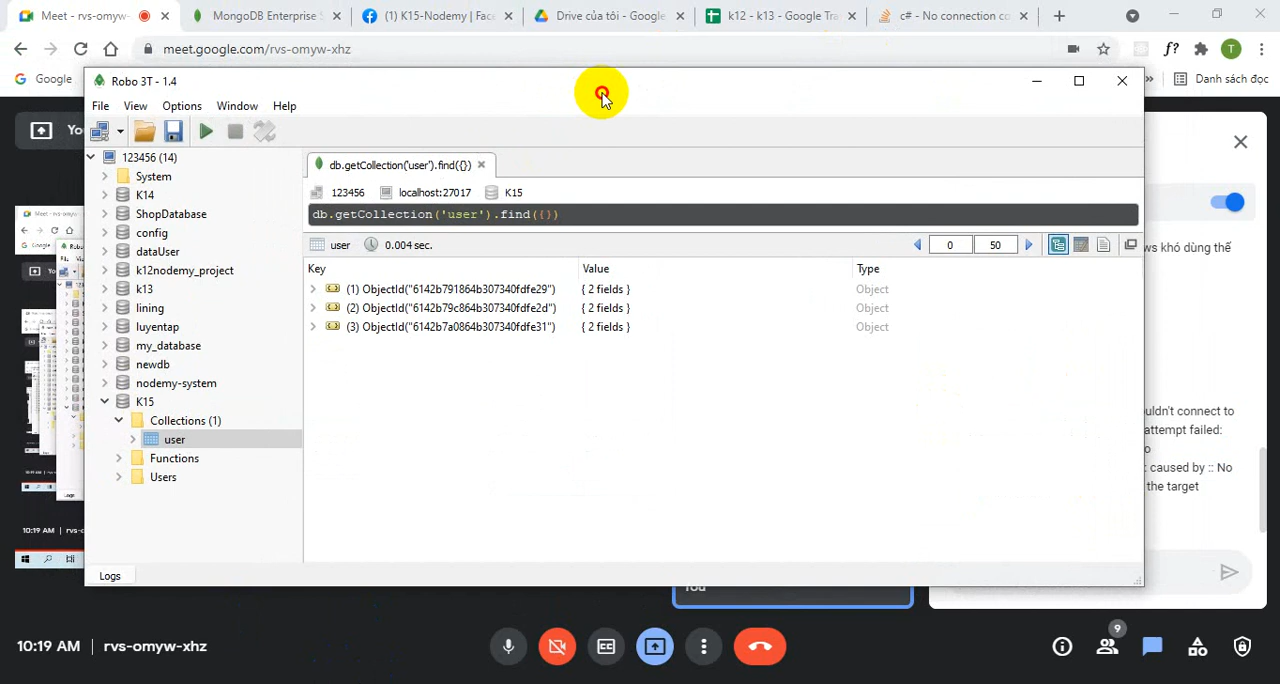 Meet - rvs-omyw-
MongoDB Enterprise S
(1) K15-Nodemy | Fac
Drive của tôi - Google
k12 - k13 - Google Tra
c# - No connection co
meet.google.com/rvs-omyw-xhz
f?
T
Google
Danh sách đọc
Robo 3T - 1.4
File View Options Window Help
123456 (14)
System
K14
ShopDatabase
config
dataUser
k12nodemy_project
k13
lining
luyentap
my_database
newdb
nodemy-system
K15
Collections (1)
user
Functions
Users
Logs
db.getCollection('user').find({})
123456 localhost:27017 K15
db.getCollection('user').find({})
user 0.004 sec. 0 50
Key Value Type
(1) ObjectId("6142b791864b307340fdfe29") { 2 fields } Object
(2) ObjectId("6142b79c864b307340fdfe2d") { 2 fields } Object
(3) ObjectId("6142b7a0864b307340fdfe31") { 2 fields } Object
You
ws khó dùng thế
uldn't connect to
attempt failed:
o
: caused by :: No
the target
10:19 AM
You
10:19 AM | rvs-omyw-xhz
9